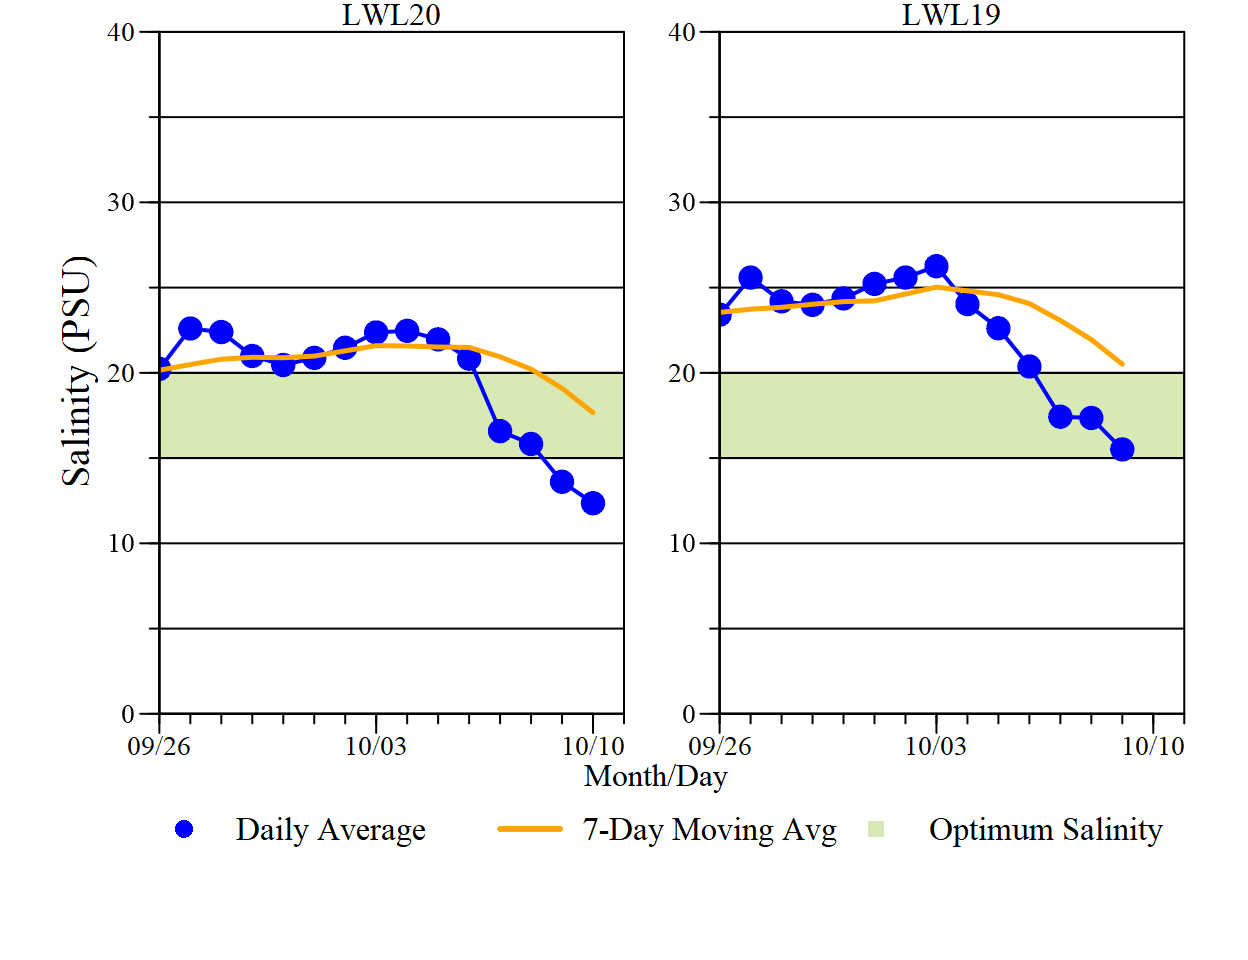 LWL20
LWL19
40
30
20
10
0
40
30
20
10
0
Salinity (PSU)
09/26
10/03
10/10
09/26
10/03
10/10
Month/Day
Daily Average
7-Day Moving Avg
Optimum Salinity